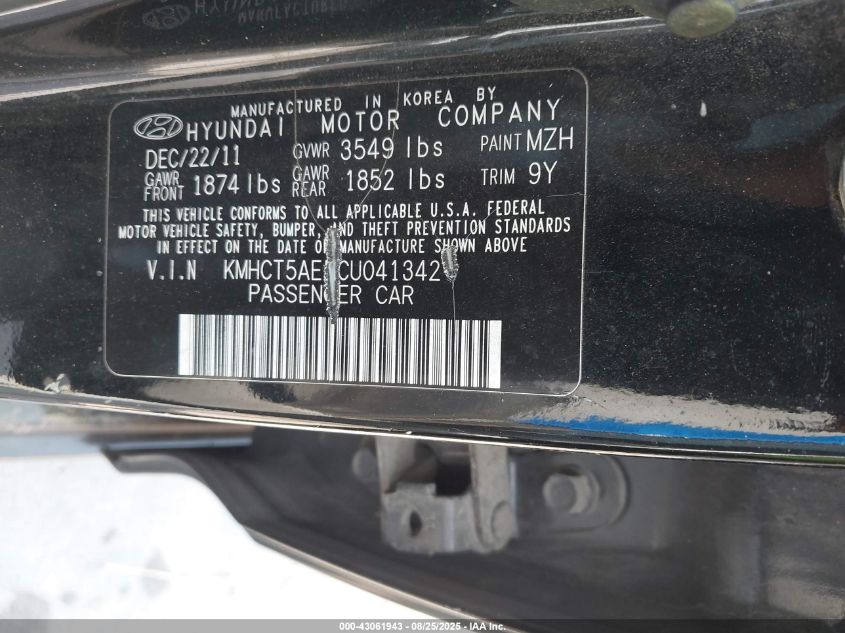 MANUFACTURED IN KOREA BY
HYUNDAI MOTOR COMPANY
DEC/22/11 GVWR 3549 lbs PAINT MZH
GAWR FRONT 1874 lbs GAWR REAR 1852 lbs TRIM 9Y
THIS VEHICLE CONFORMS TO ALL APPLICABLE U.S.A. FEDERAL
MOTOR VEHICLE SAFETY, BUMPER, AND THEFT PREVENTION STANDARDS
IN EFFECT ON THE DATE OF MANUFACTURE SHOWN ABOVE
V.I.N KMHCT5AE CU041342
PASSENGER CAR
000-43061943 - 08/25/2025 - IAA Inc.